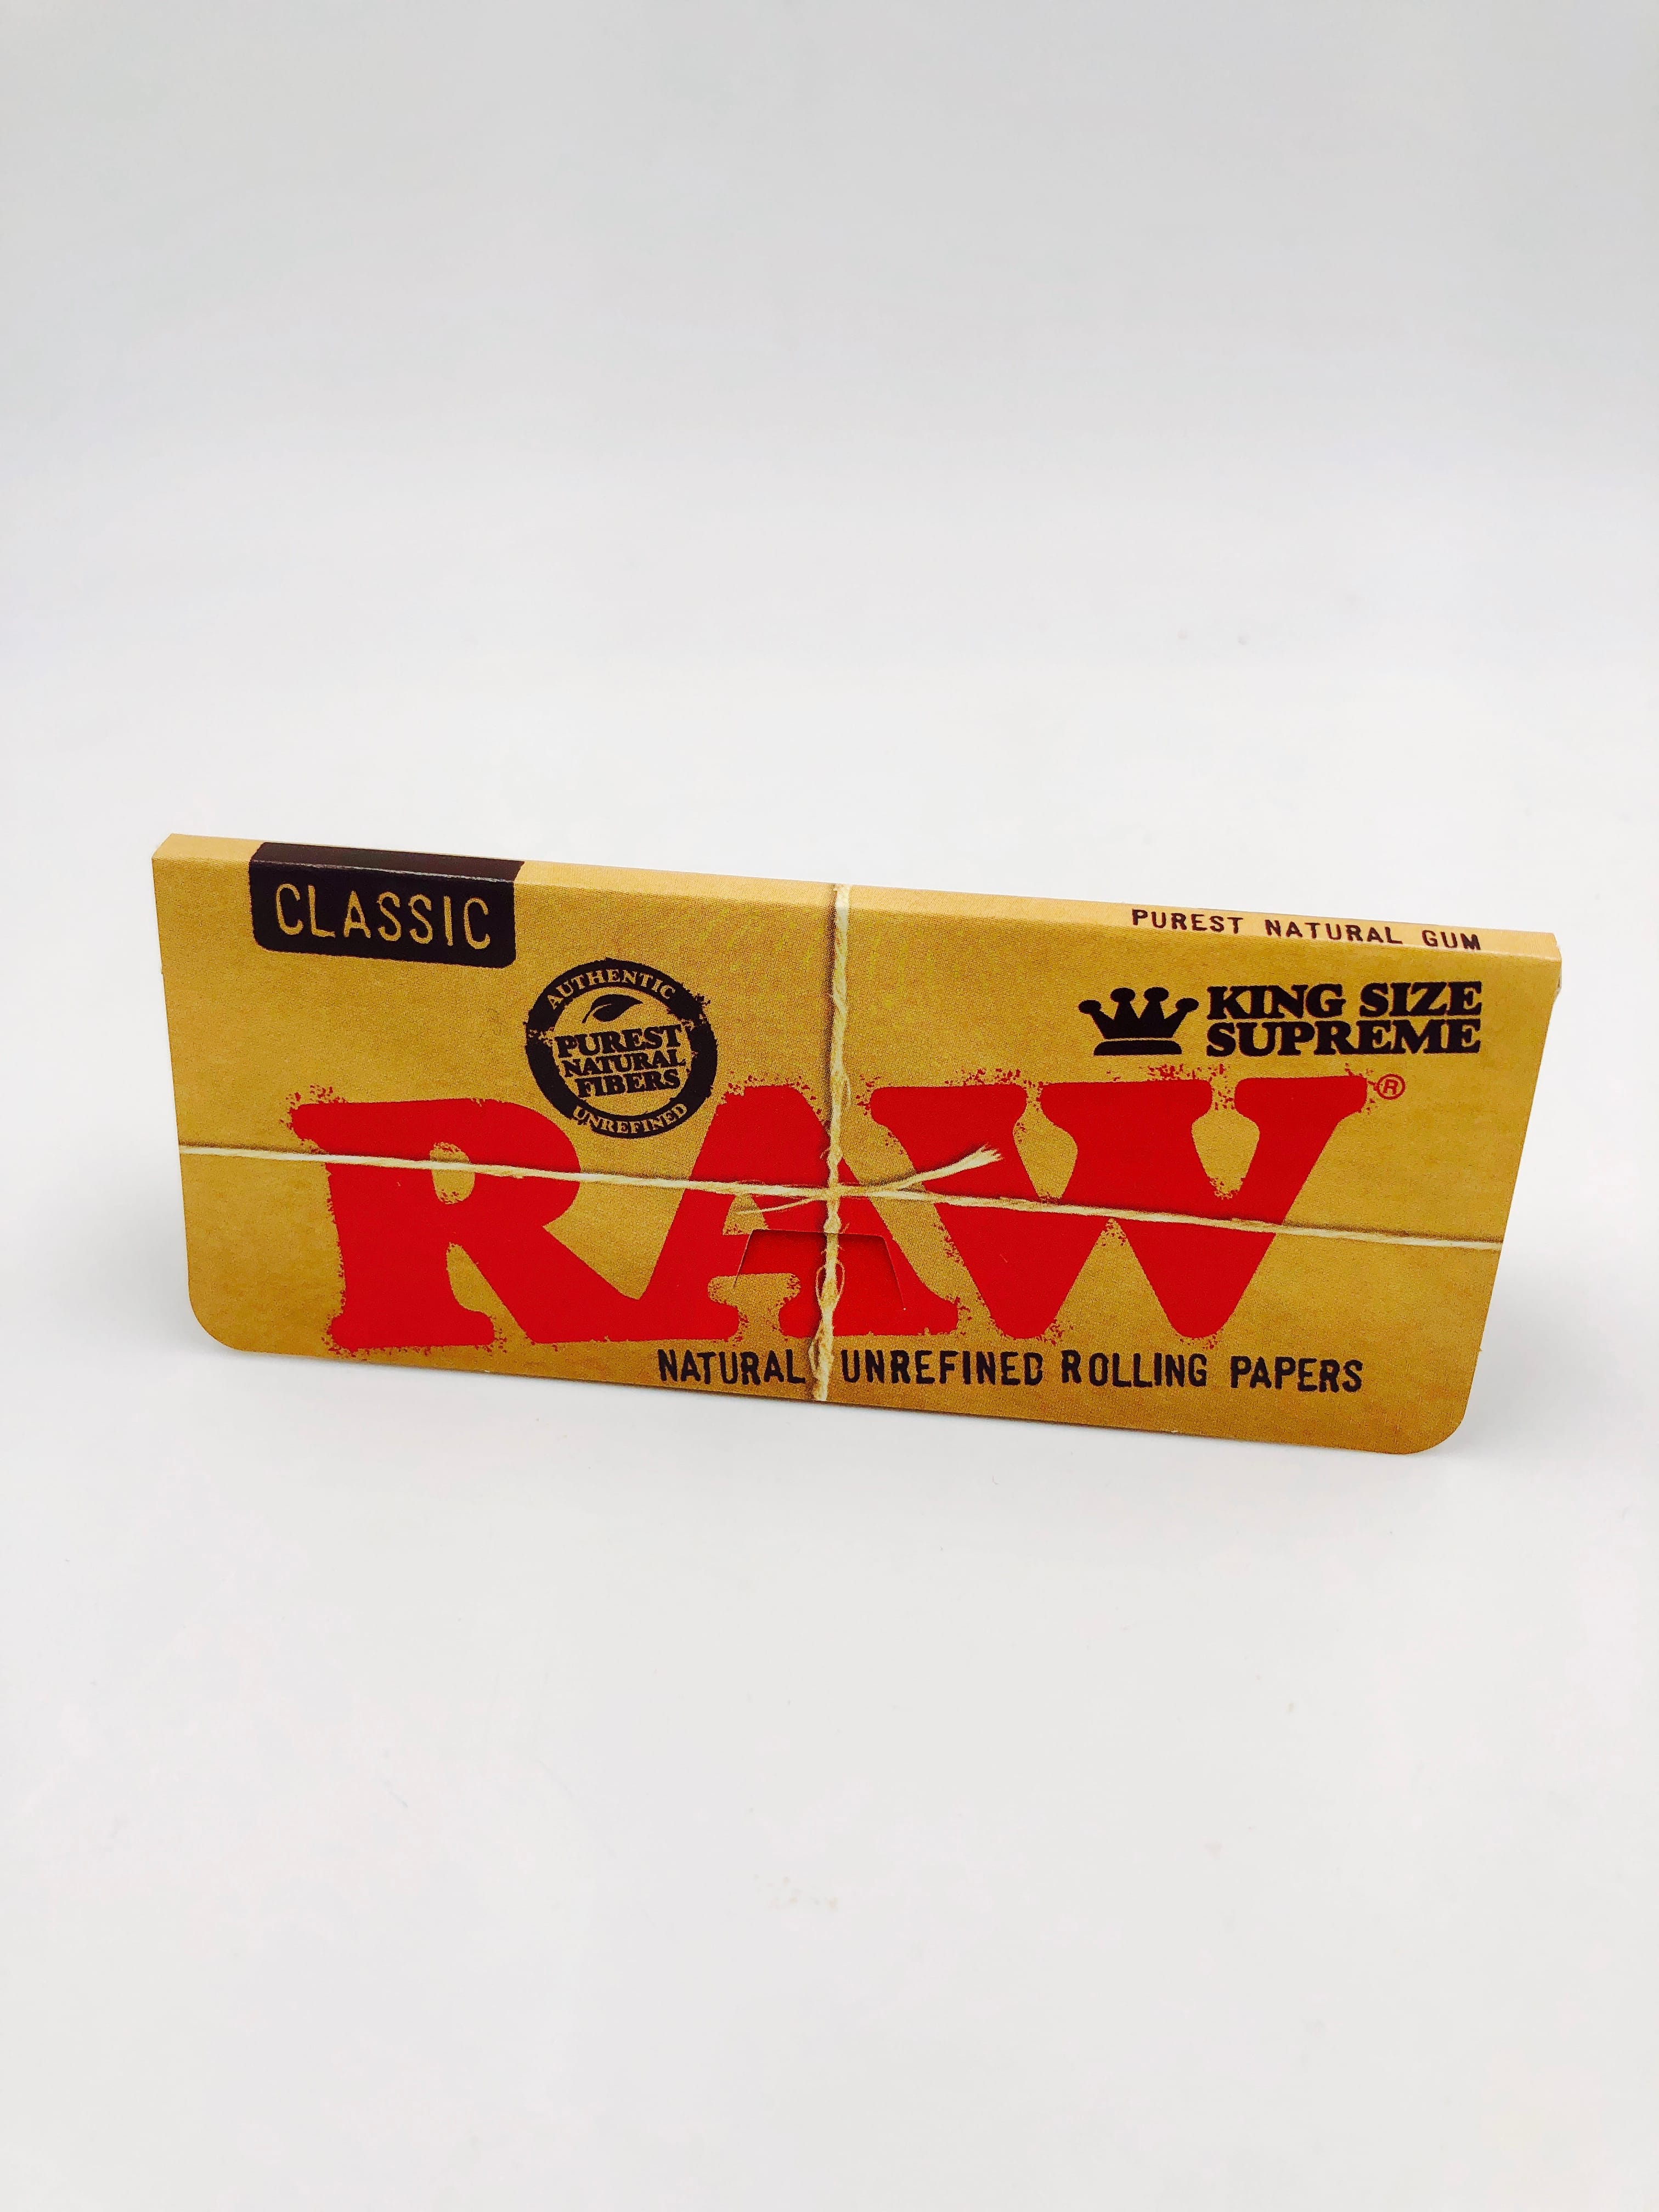 CLASSIC
PUREST NATURAL GUM
AUTHENTIC
PUREST
NATURAL
FIBERS
UNREFINED
KING SIZE
SUPREME
RAW®
NATURAL UNREFINED ROLLING PAPERS